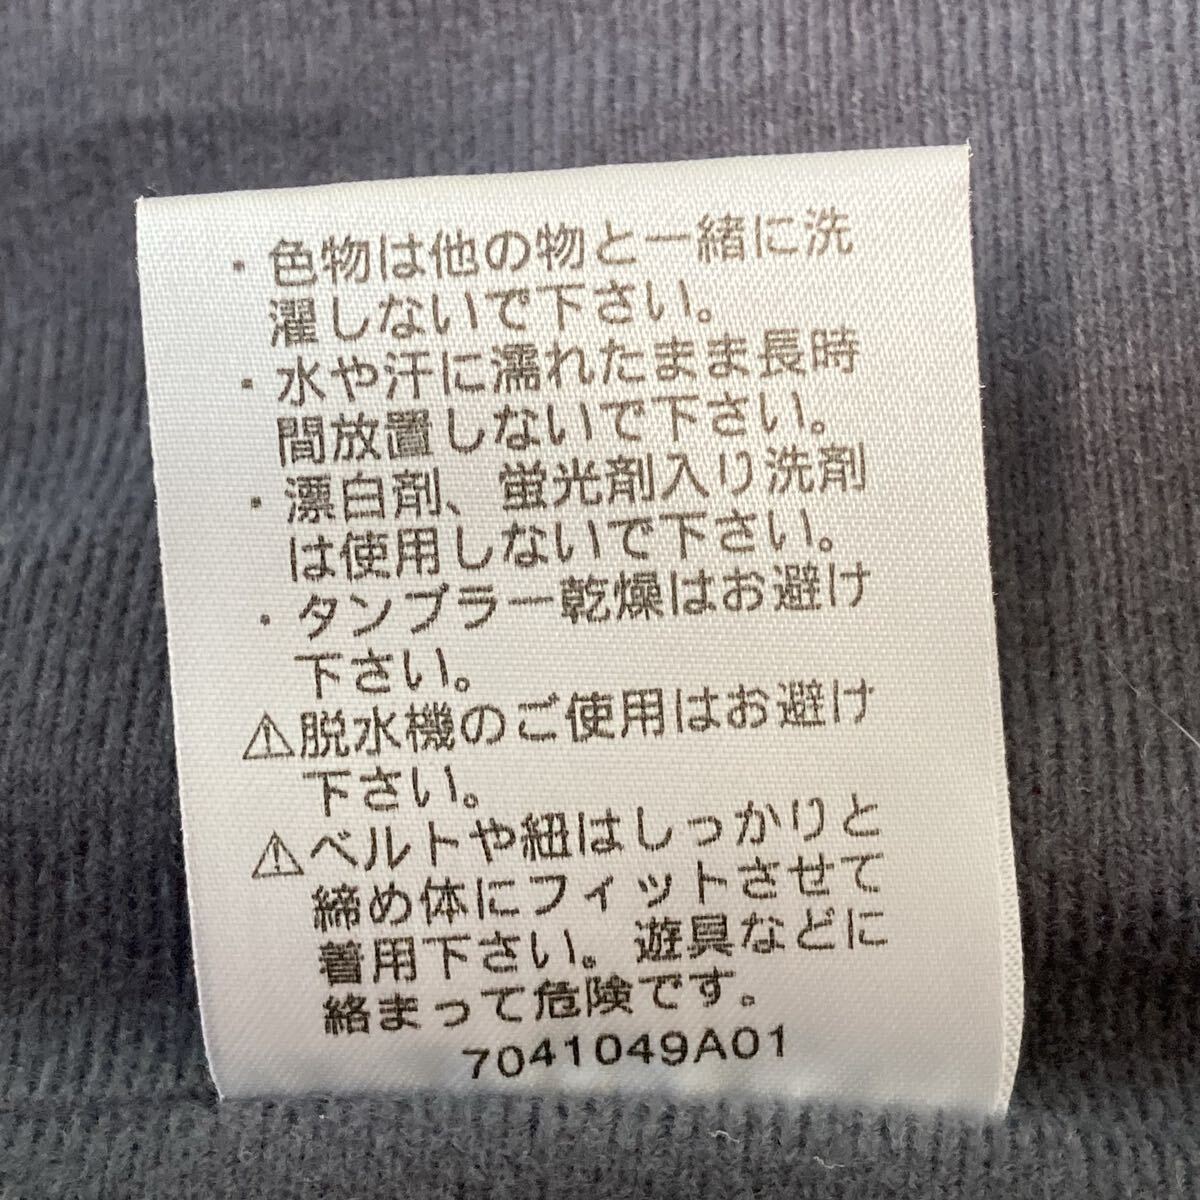 ・色物は他の物と一緒に洗
濯しないで下さい。
・水や汗に濡れたまま長時
間放置しないで下さい。
・漂白剤、蛍光剤入り洗剤
は使用しないで下さい。
・タンブラー乾燥はお避け
下さい。
⚠脱水機のご使用はお避け
下さい。
⚠ベルトや紐はしっかりと
締め体にフィットさせて
着用下さい。遊具などに
絡まって危険です。
7041049A01